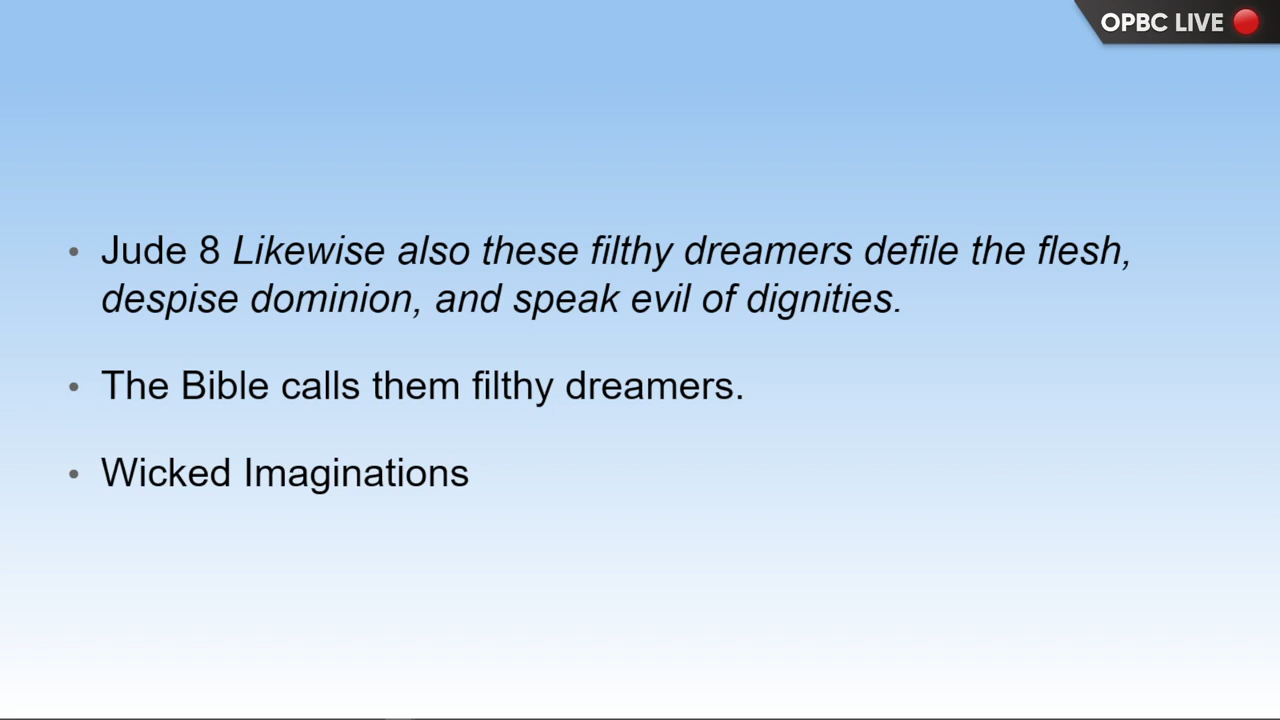 OPBC LIVE
• Jude 8 Likewise also these filthy dreamers defile the flesh,
despise dominion, and speak evil of dignities.
• The Bible calls them filthy dreamers.
• Wicked Imaginations